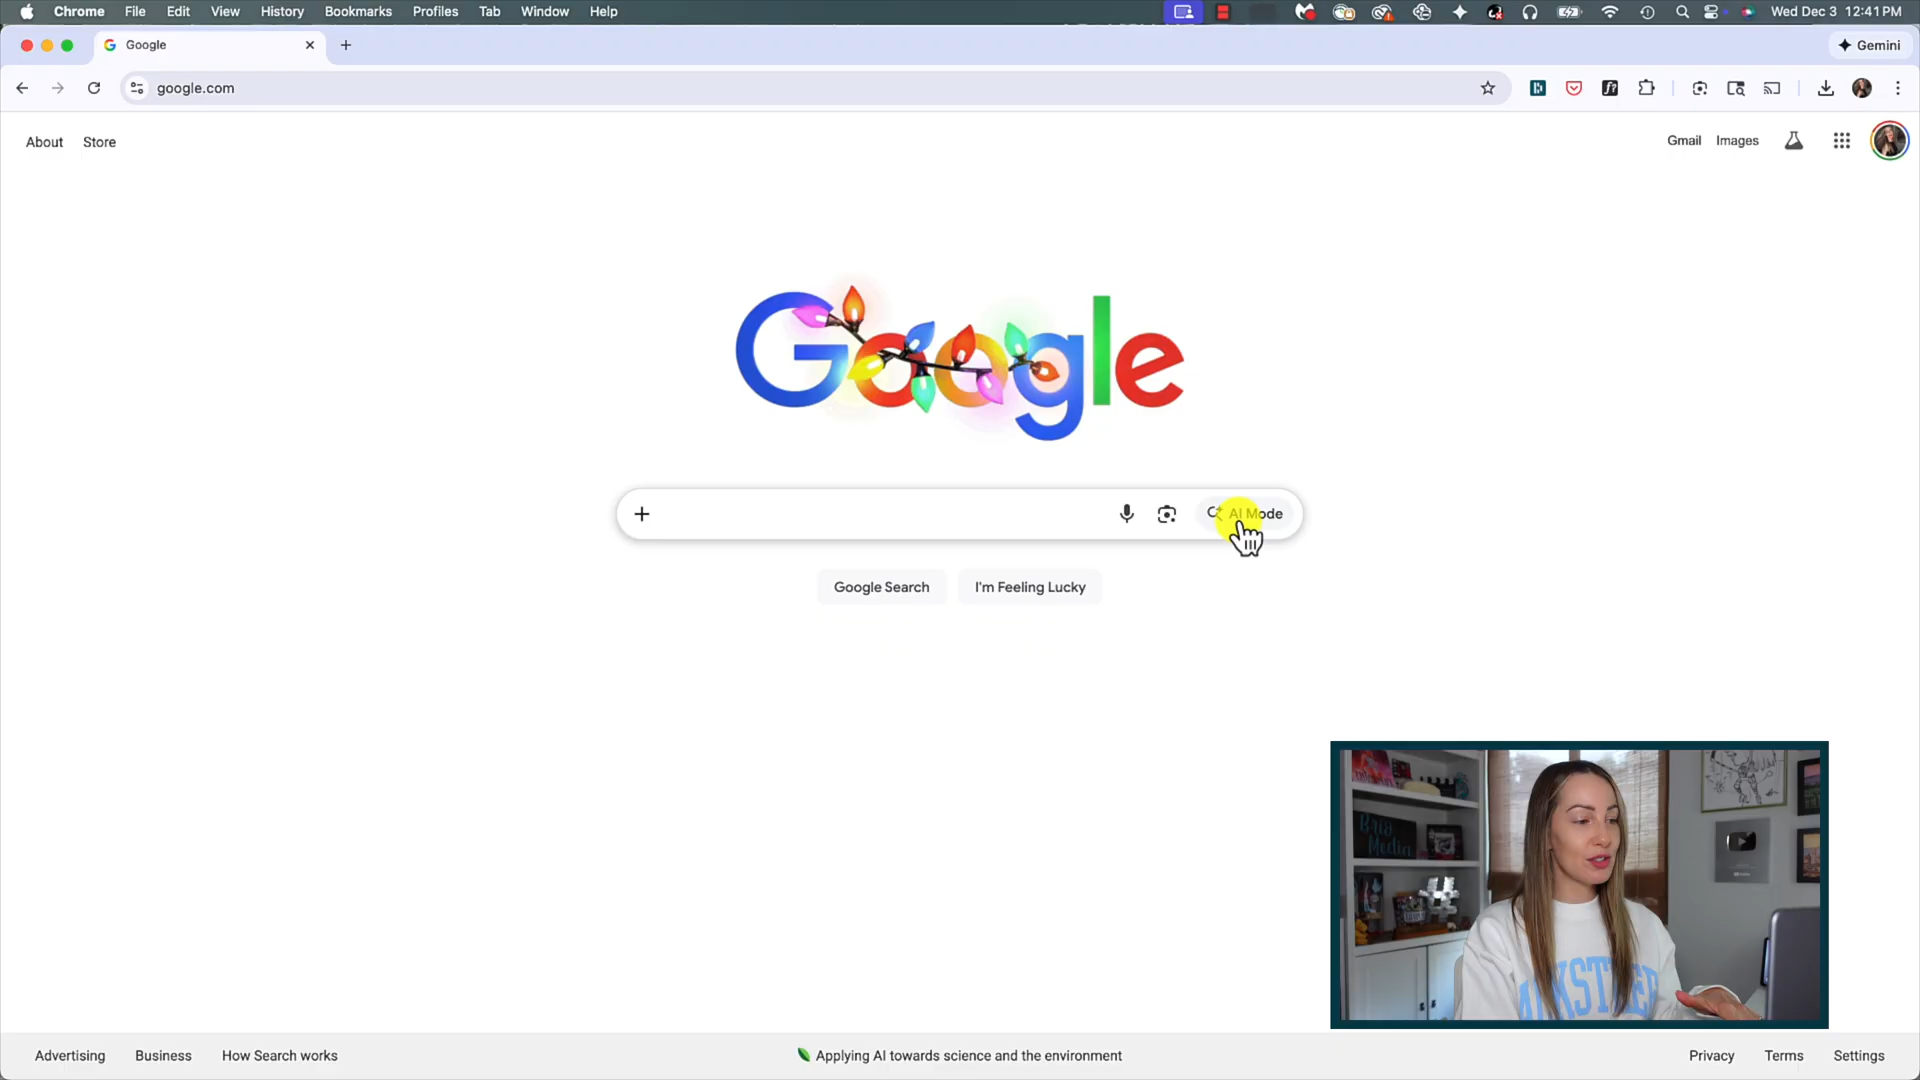 Chrome File Edit View History Bookmarks Profiles Tab Window Help
Wed Dec 3 12:41 PM
Google
Gemini
google.com
About Store
Gmail Images
Google
AI Mode
Google Search I'm Feeling Lucky
Brig
Media
Advertising Business How Search works
Applying AI towards science and the environment
Privacy Terms Settings